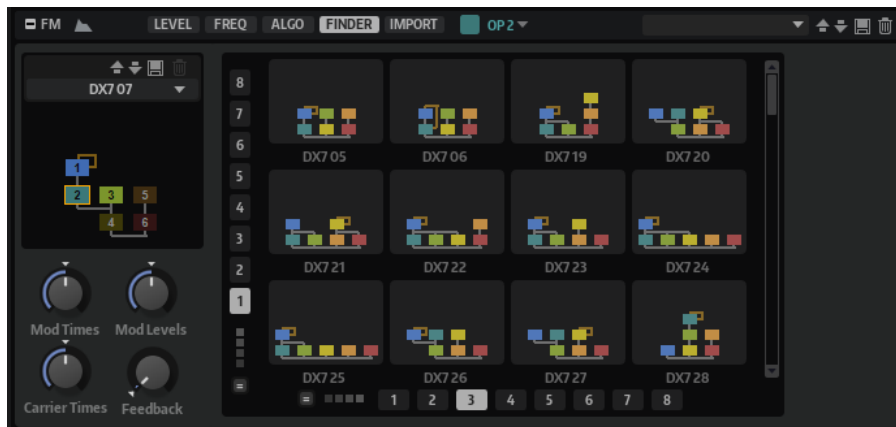 FM LEVEL FREQ ALGO FINDER IMPORT OP 2
DX7 07
1
2 3 5
4 6
Mod Times Mod Levels
Carrier Times Feedback
8
7
6
5
4
3
2
1
=
DX7 05 DX7 06 DX7 19 DX7 20
DX7 21 DX7 22 DX7 23 DX7 24
DX7 25 DX7 26 DX7 27 DX7 28
= 1 2 3 4 5 6 7 8